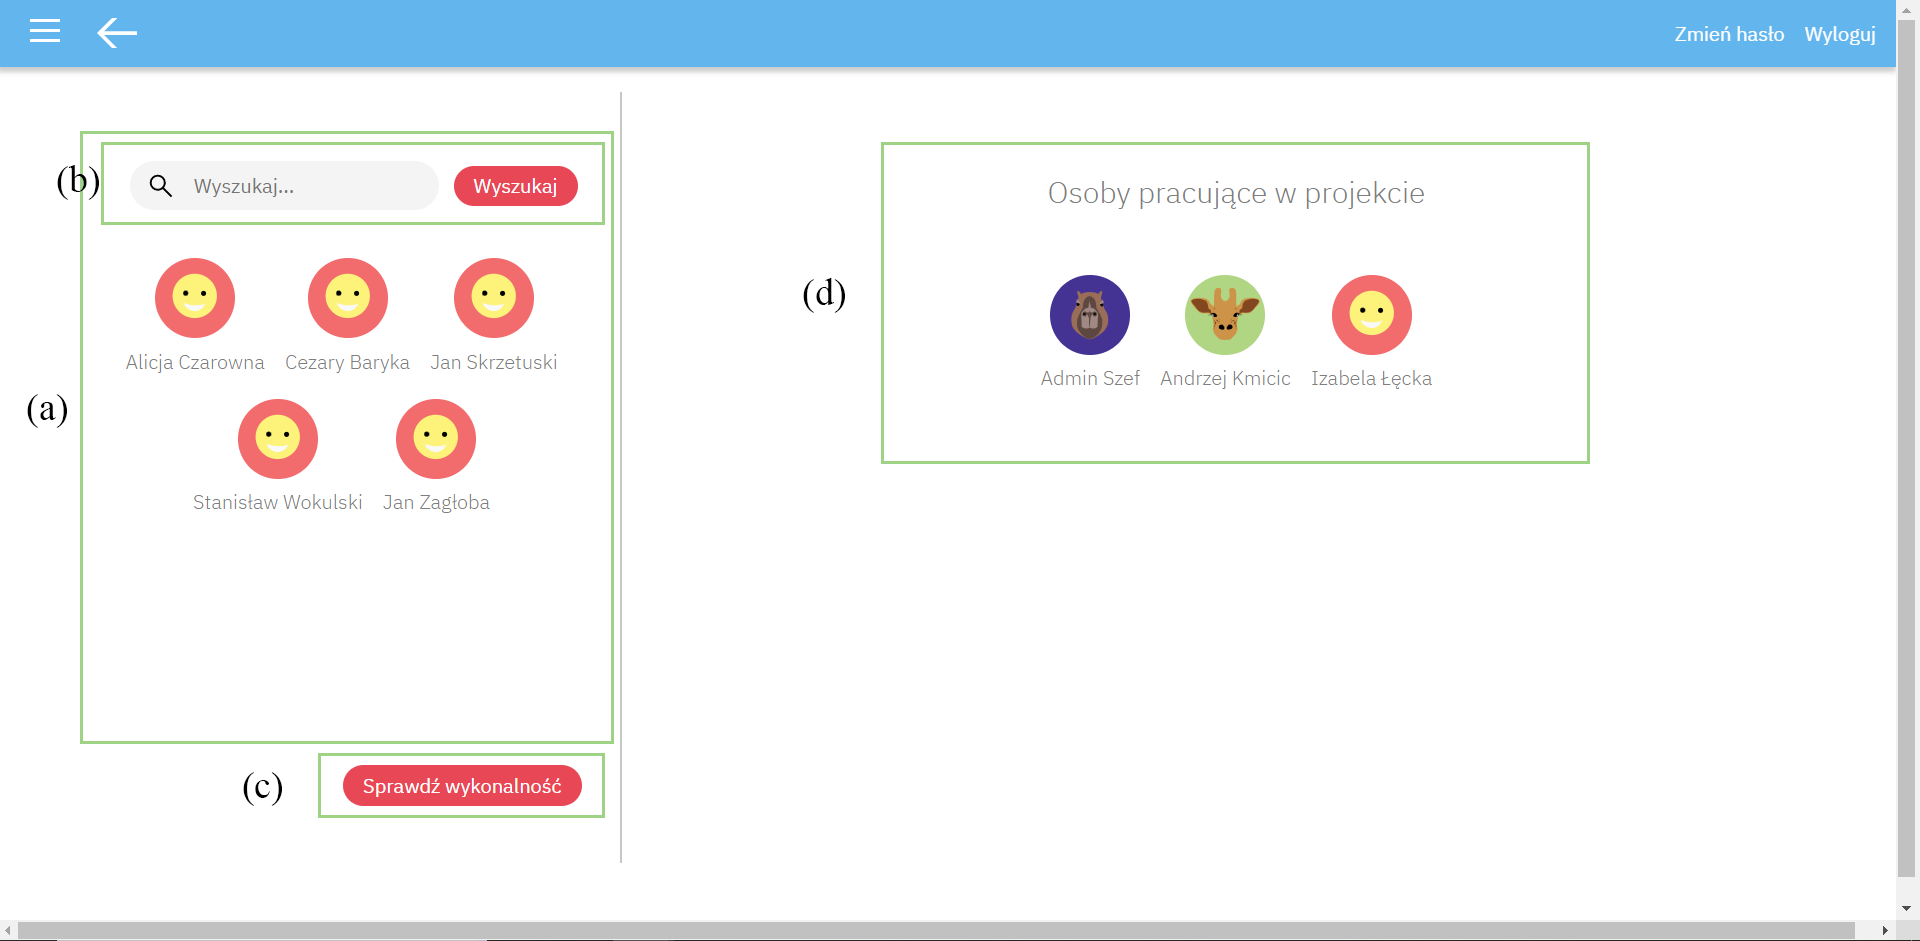 Zmień hasło Wyloguj
(b)
Wyszukaj... Wyszukaj
Alicja Czarowna Cezary Baryka Jan Skrzetuski
(a)
Stanisław Wokulski Jan Zagłoba
(c)
Sprawdź wykonalność
Osoby pracujące w projekcie
(d)
Admin Szef Andrzej Kmicic Izabela Łęcka